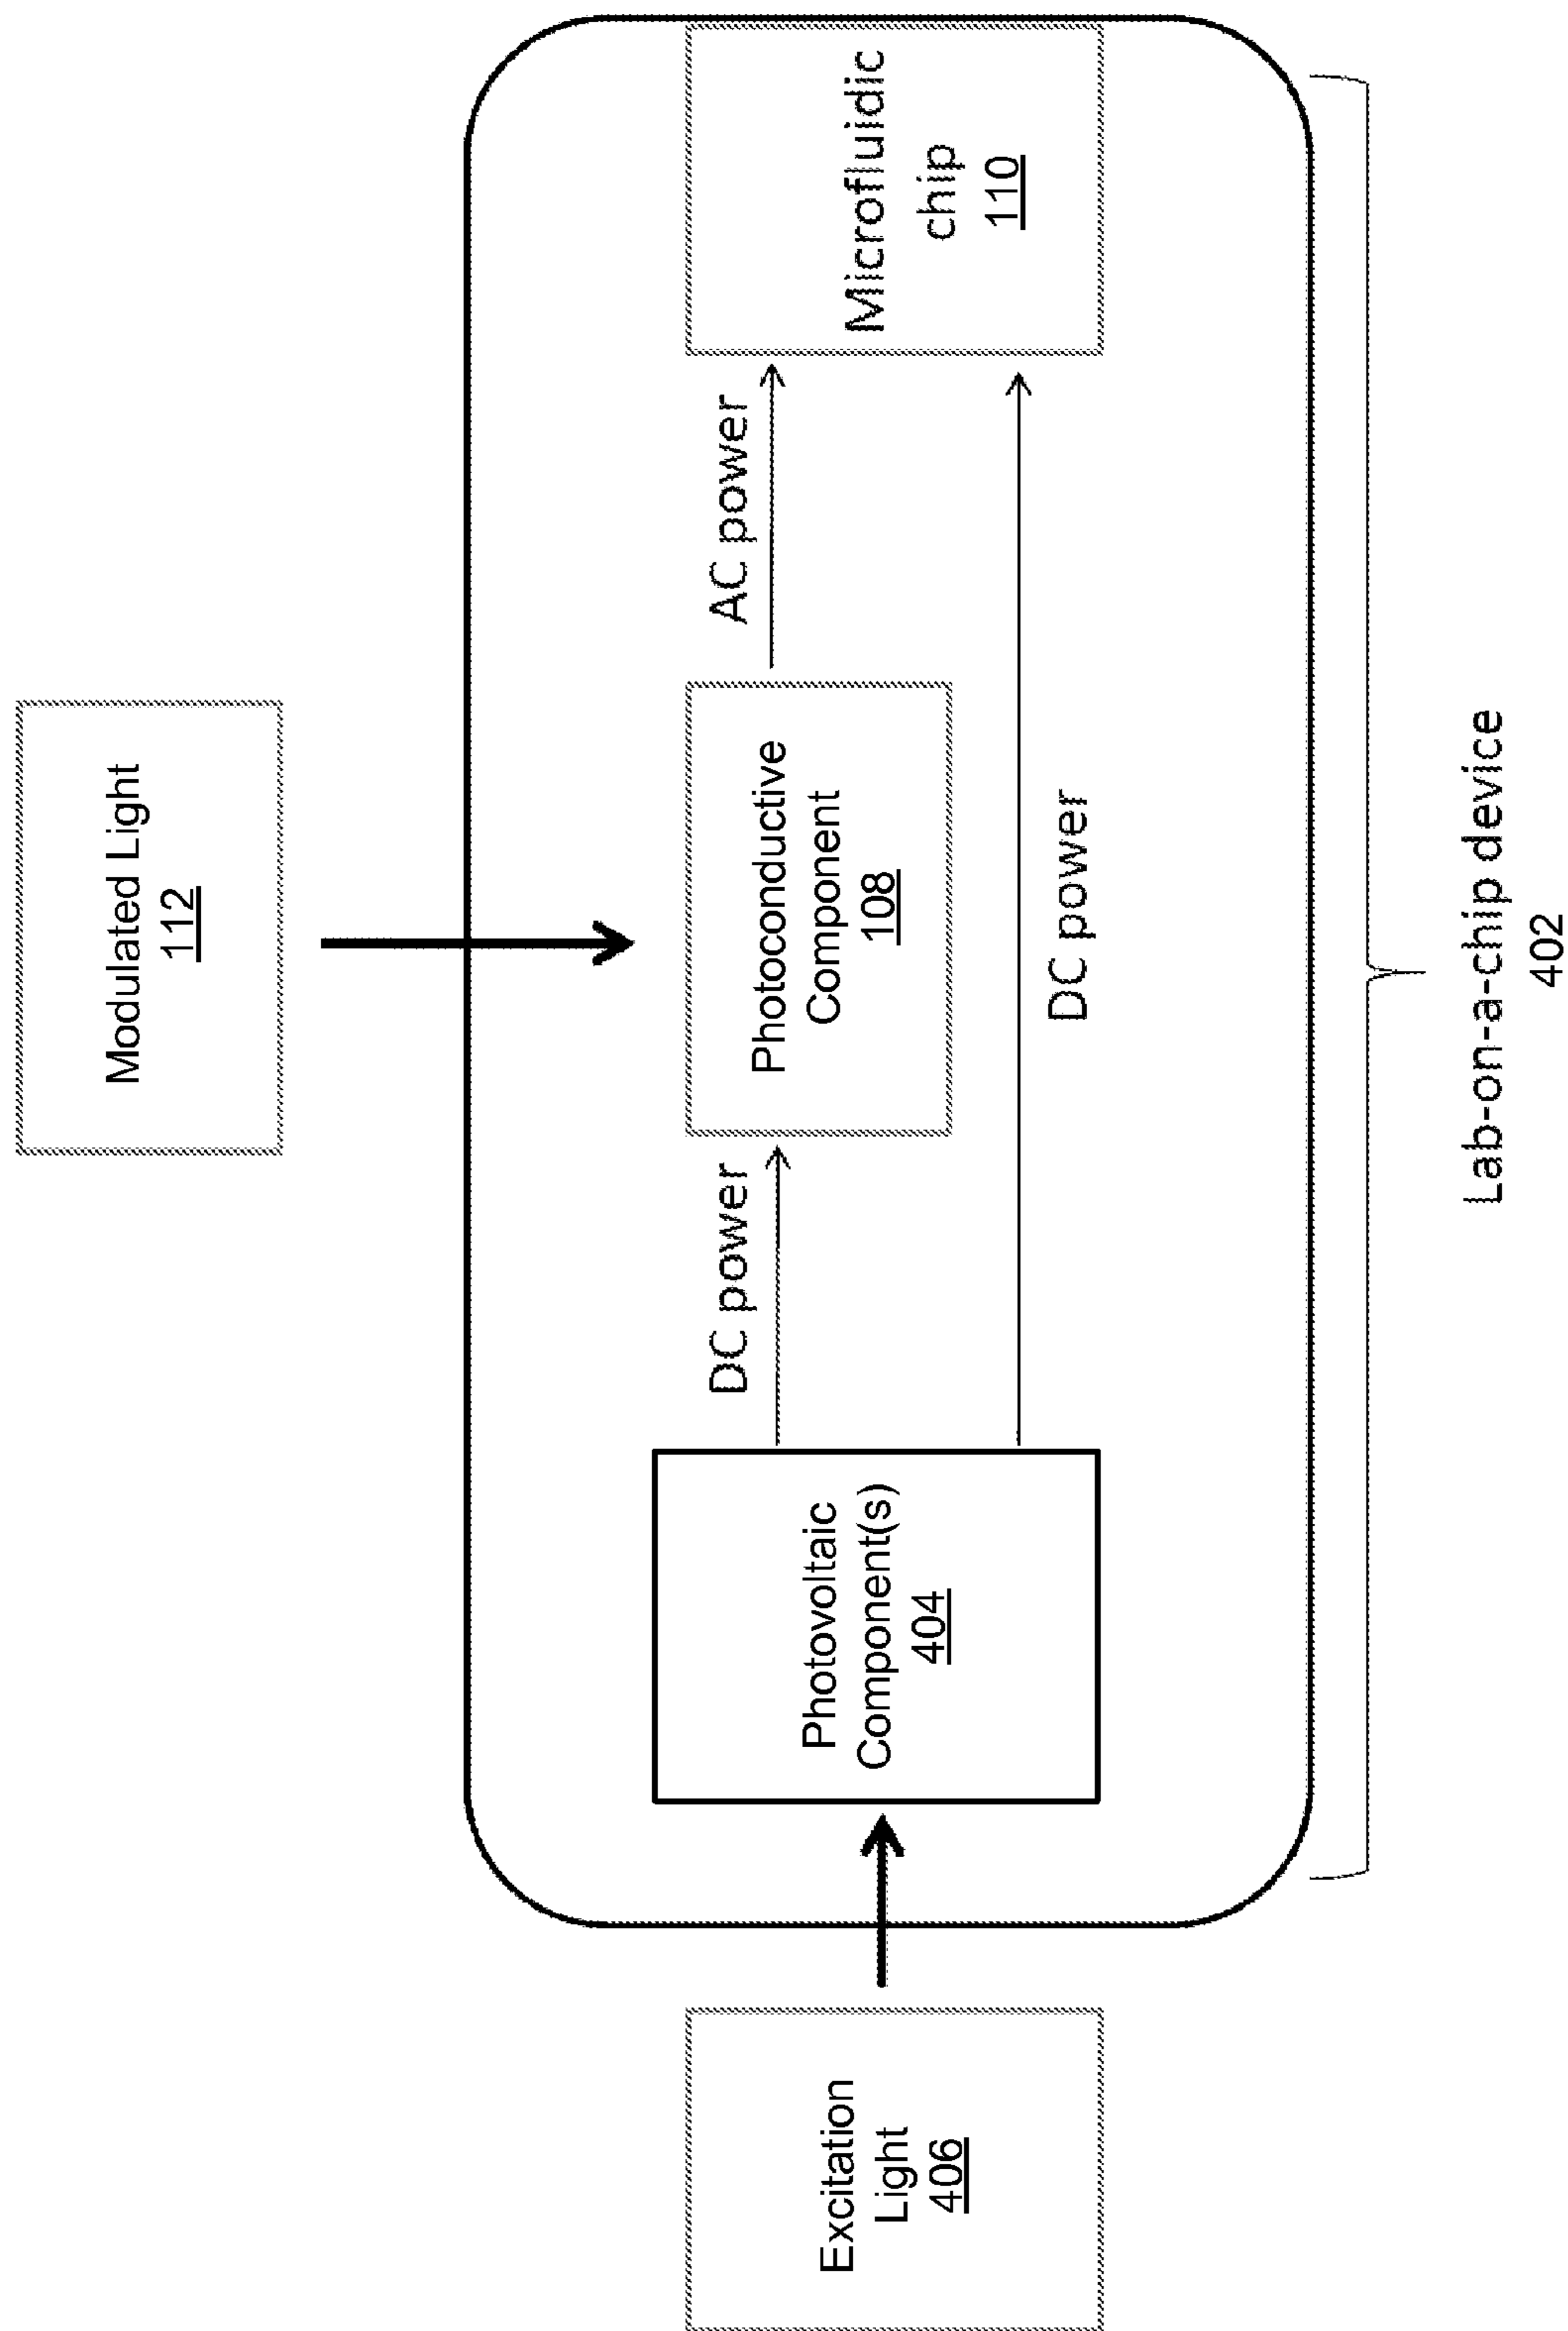 Modulated Light
112
Excitation
Light
406
Photovoltaic
Component(s)
404
DC power
Photoconductive
Component
108
AC power
DC power
Microfluidic
chip
110
Lab-on-a-chip device
402